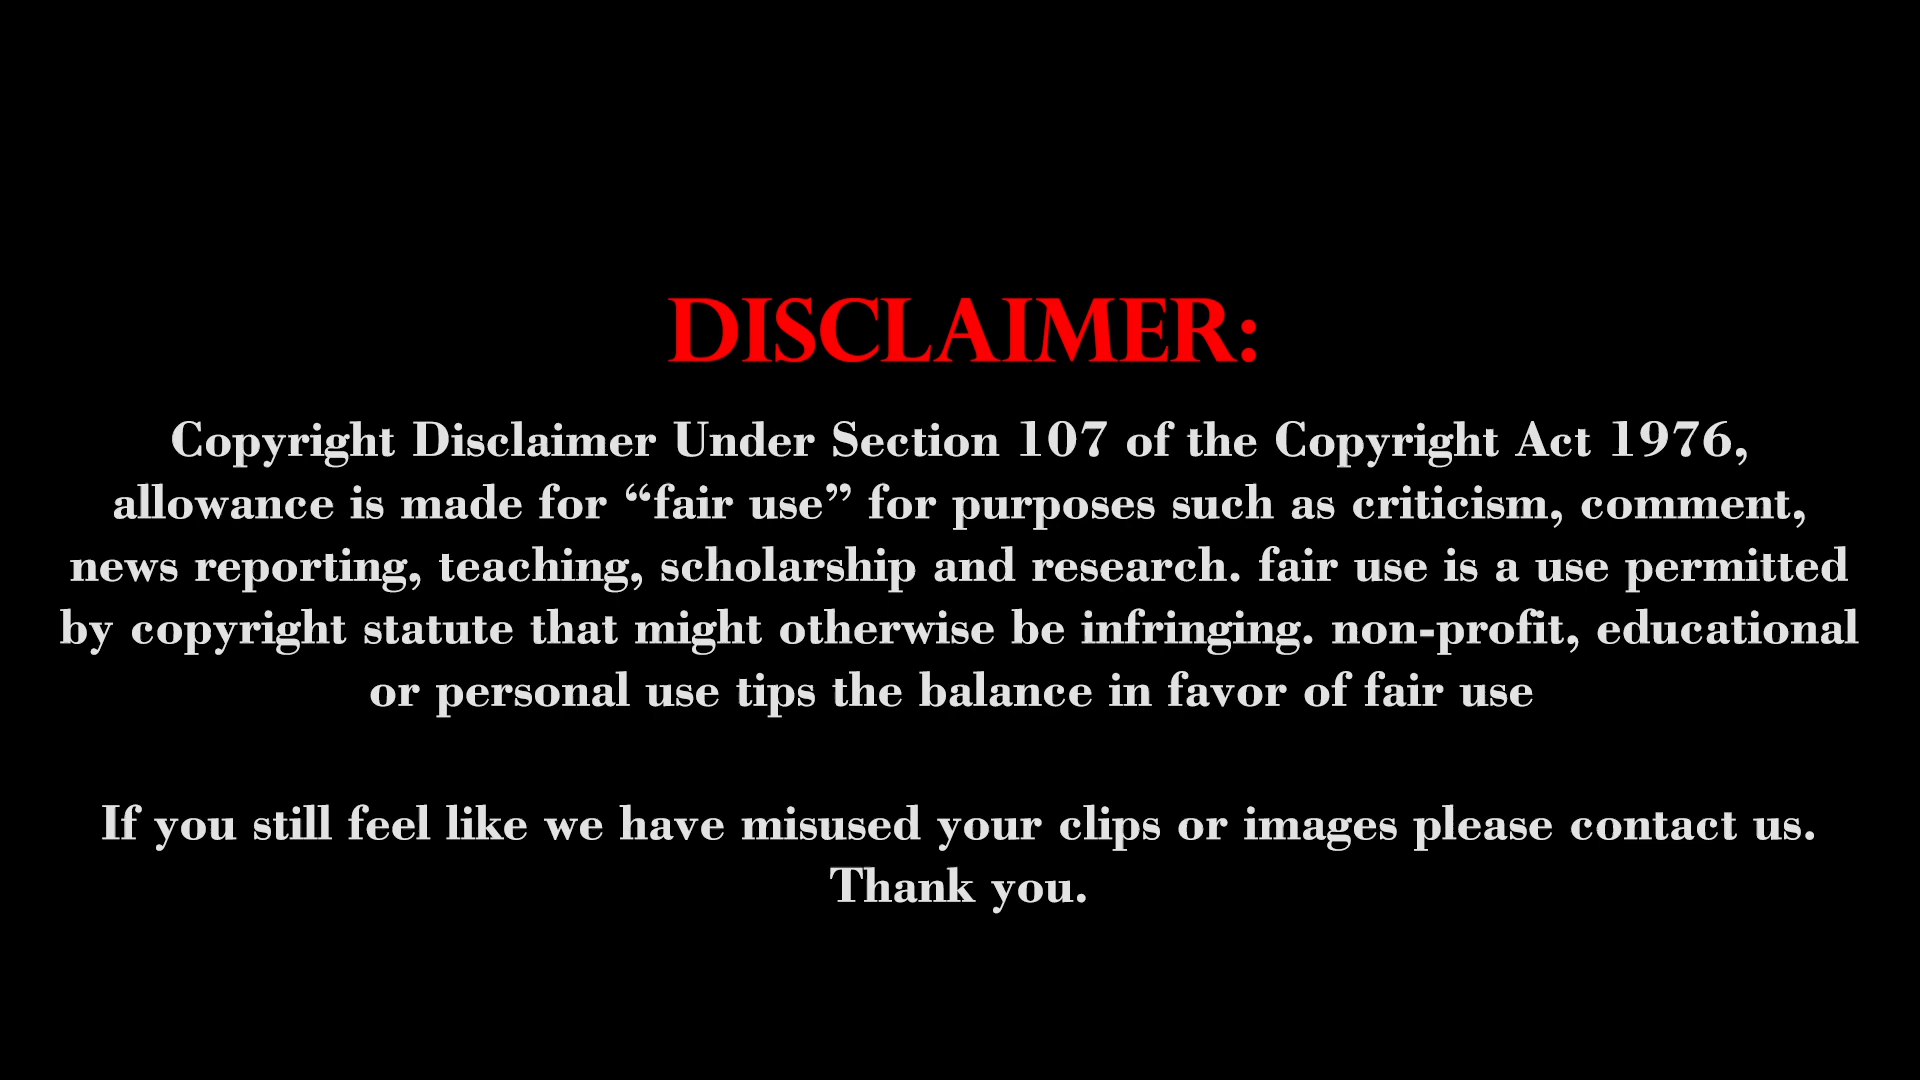 DISCLAIMER:
Copyright Disclaimer Under Section 107 of the Copyright Act 1976,
allowance is made for “fair use” for purposes such as criticism, comment,
news reporting, teaching, scholarship and research. fair use is a use permitted
by copyright statute that might otherwise be infringing. non-profit, educational
or personal use tips the balance in favor of fair use
If you still feel like we have misused your clips or images please contact us.
Thank you.